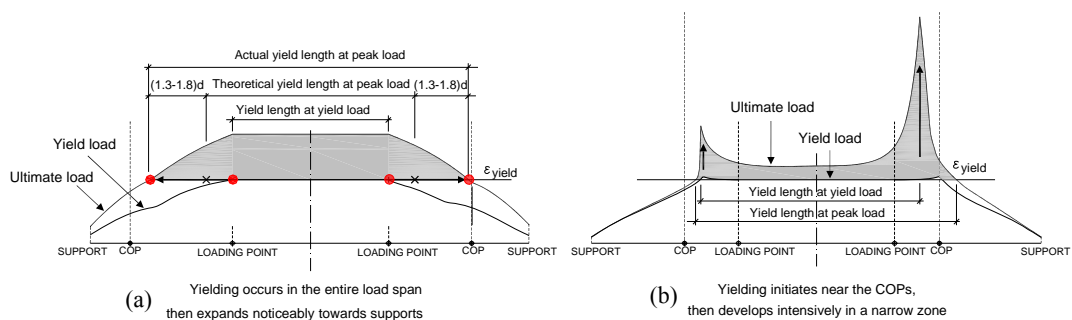 Actual yield length at peak load
(1.3-1.8)d
Theoretical yield length at peak load
(1.3-1.8)d
Yield length at yield load
Yield load
Ultimate load
εyield
SUPPORT
COP
LOADING POINT
LOADING POINT
COP
SUPPORT
(a)
Yielding occurs in the entire load span
then expands noticeably towards supports
Ultimate load
Yield load
εyield
Yield length at yield load
Yield length at peak load
SUPPORT
COP
LOADING POINT
LOADING POINT
COP
SUPPORT
(b)
Yielding initiates near the COPs,
then develops intensively in a narrow zone